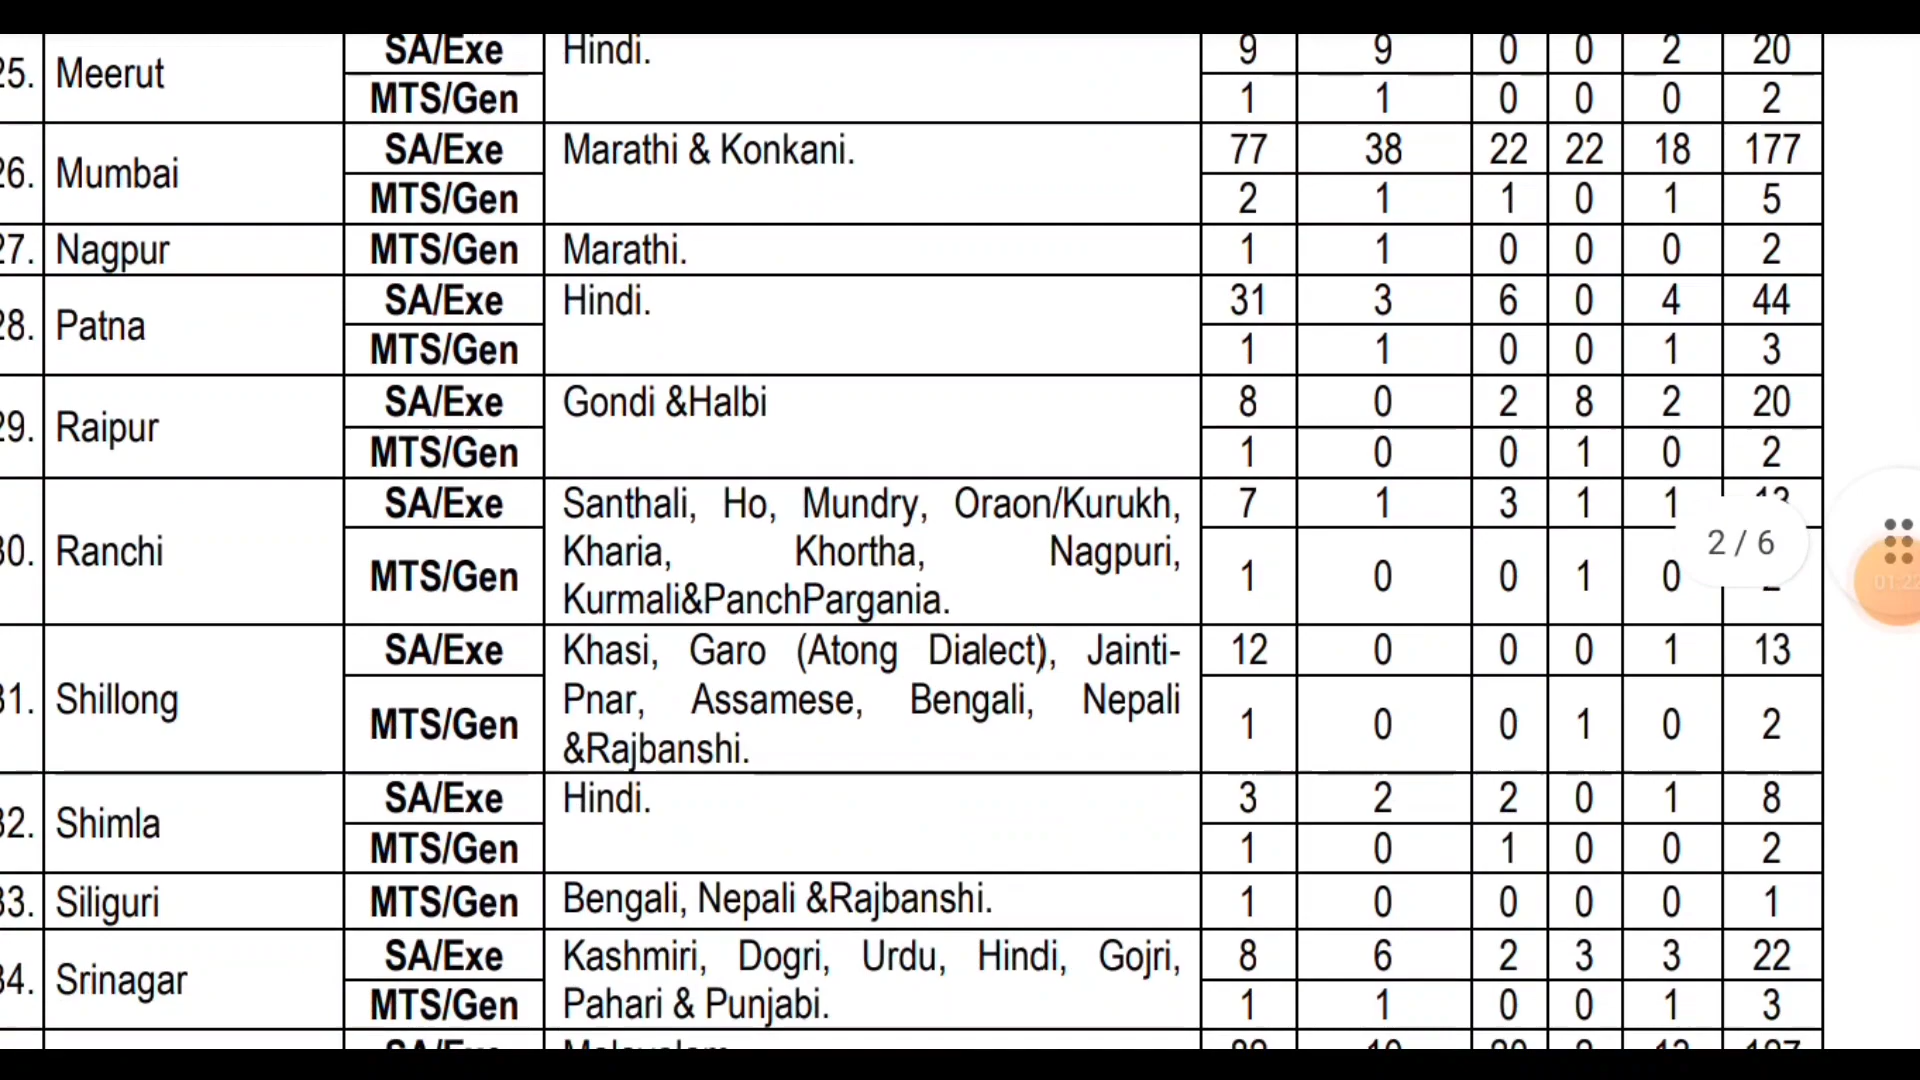 25. Meerut SA/Exe Hindi. 9 9 0 0 2 20
MTS/Gen 1 1 0 0 0 2
26. Mumbai SA/Exe Marathi & Konkani. 77 38 22 22 18 177
MTS/Gen 2 1 1 0 1 5
27. Nagpur MTS/Gen Marathi. 1 1 0 0 0 2
28. Patna SA/Exe Hindi. 31 3 6 0 4 44
MTS/Gen 1 1 0 0 1 3
29. Raipur SA/Exe Gondi &Halbi 8 0 2 8 2 20
MTS/Gen 1 0 0 1 0 2
30. Ranchi SA/Exe Santhali, Ho, Mundry, Oraon/Kurukh, 7 1 3 1 1 13
Kharia, Khortha, Nagpuri,
MTS/Gen 1 0 0 1 0
Kurmali&PanchPargania.
2 / 6
31. Shillong SA/Exe Khasi, Garo (Atong Dialect), Jainti- 12 0 0 0 1 13
Pnar, Assamese, Bengali, Nepali
MTS/Gen 1 0 0 1 0 2
&Rajbanshi.
32. Shimla SA/Exe Hindi. 3 2 2 0 1 8
MTS/Gen 1 0 1 0 0 2
33. Siliguri MTS/Gen Bengali, Nepali &Rajbanshi. 1 0 0 0 0 1
34. Srinagar SA/Exe Kashmiri, Dogri, Urdu, Hindi, Gojri, 8 6 2 3 3 22
MTS/Gen Pahari & Punjabi. 1 1 0 0 1 3